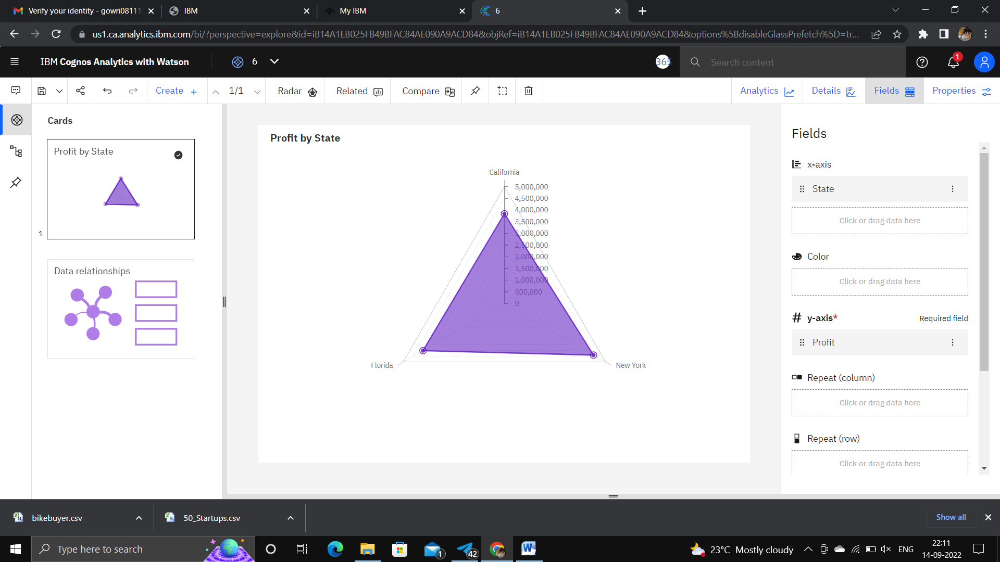 Verify your identity - gowri08111
IBM
My IBM
6
us1.ca.analytics.ibm.com/bi/?perspective=explore&id=iB14A1EB025FB49BFAC84AE090A9ACD84&objRef=iB14A1EB025FB49BFAC84AE090A9ACD84&options%5BdisableGlassPrefetch%5D=tr...
IBM Cognos Analytics with Watson
6
365
Search content
1
Create
1/1
Radar
Related
Compare
Analytics
Details
Fields
Properties
Cards
Profit by State
1
Data relationships
Profit by State
California
5,000,000
4,500,000
4,000,000
3,500,000
3,000,000
2,500,000
2,000,000
1,500,000
1,000,000
500,000
0
Florida
New York
Fields
x-axis
State
Click or drag data here
Color
Click or drag data here
y-axis*
Required field
Profit
Repeat (column)
Click or drag data here
Repeat (row)
Click or drag data here
bikebuyer.csv
50_Startups.csv
Show all
Type here to search
1
42
23°C Mostly cloudy
ENG
22:11
14-09-2022